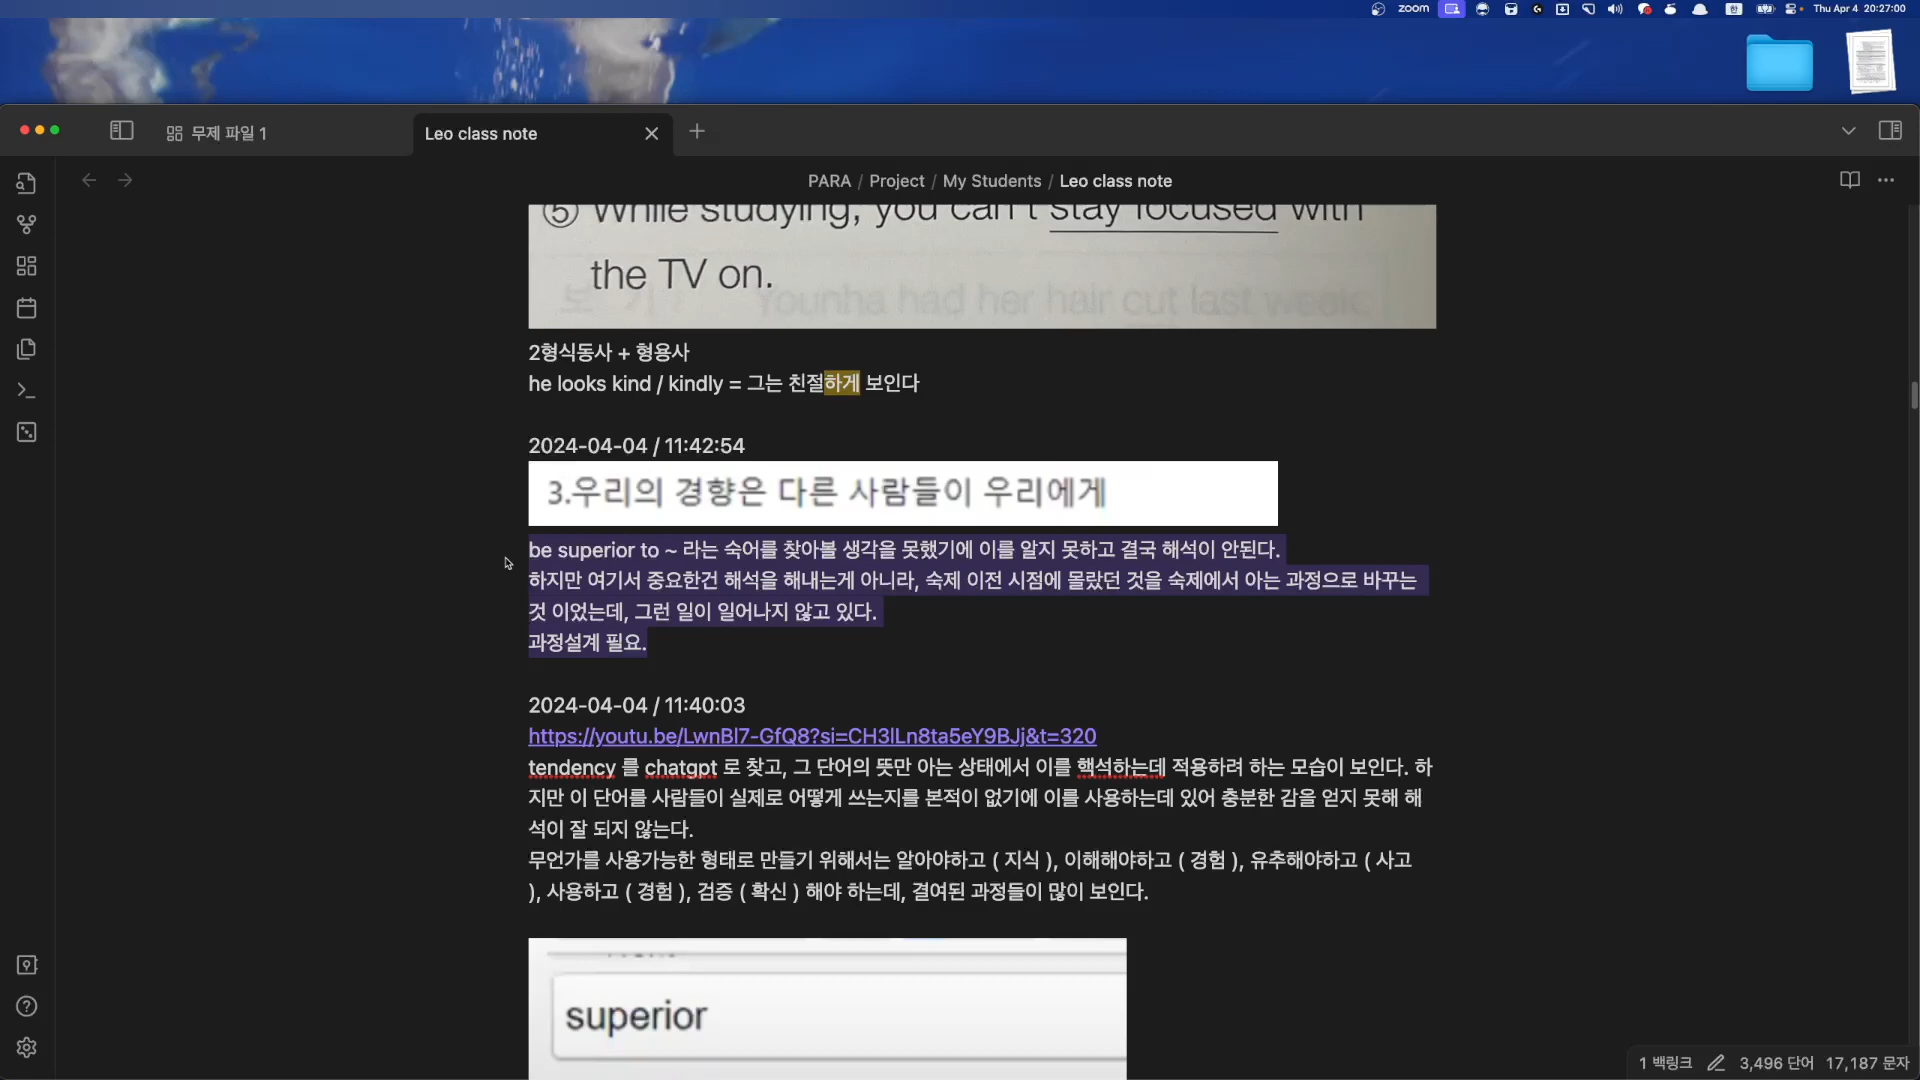 zoom
한
Thu Apr 4 20:27:00
무제 파일 1
Leo class note
PARA / Project / My Students / Leo class note
⑤ While studying, you can't stay focused with
the TV on.
보 기: Younha had her hair cut last week
2형식동사 + 형용사
he looks kind / kindly = 그는 친절하게 보인다
2024-04-04 / 11:42:54
3.우리의 경향은 다른 사람들이 우리에게
be superior to ~ 라는 숙어를 찾아볼 생각을 못했기에 이를 알지 못하고 결국 해석이 안된다.
하지만 여기서 중요한건 해석을 해내는게 아니라, 숙제 이전 시점에 몰랐던 것을 숙제에서 아는 과정으로 바꾸는
것 이었는데, 그런 일이 일어나지 않고 있다.
과정설계 필요.
2024-04-04 / 11:40:03
https://youtu.be/LwnBl7-GfQ8?si=CH3lLn8ta5eY9BJj&t=320
tendency 를 chatgpt 로 찾고, 그 단어의 뜻만 아는 상태에서 이를 핵석하는데 적용하려 하는 모습이 보인다. 하
지만 이 단어를 사람들이 실제로 어떻게 쓰는지를 본적이 없기에 이를 사용하는데 있어 충분한 감을 얻지 못해 해
석이 잘 되지 않는다.
무언가를 사용가능한 형태로 만들기 위해서는 알아야하고 ( 지식 ), 이해해야하고 ( 경험 ), 유추해야하고 ( 사고
), 사용하고 ( 경험 ), 검증 ( 확신 ) 해야 하는데, 결여된 과정들이 많이 보인다.
superior
1 백링크 3,496 단어 17,187 문자